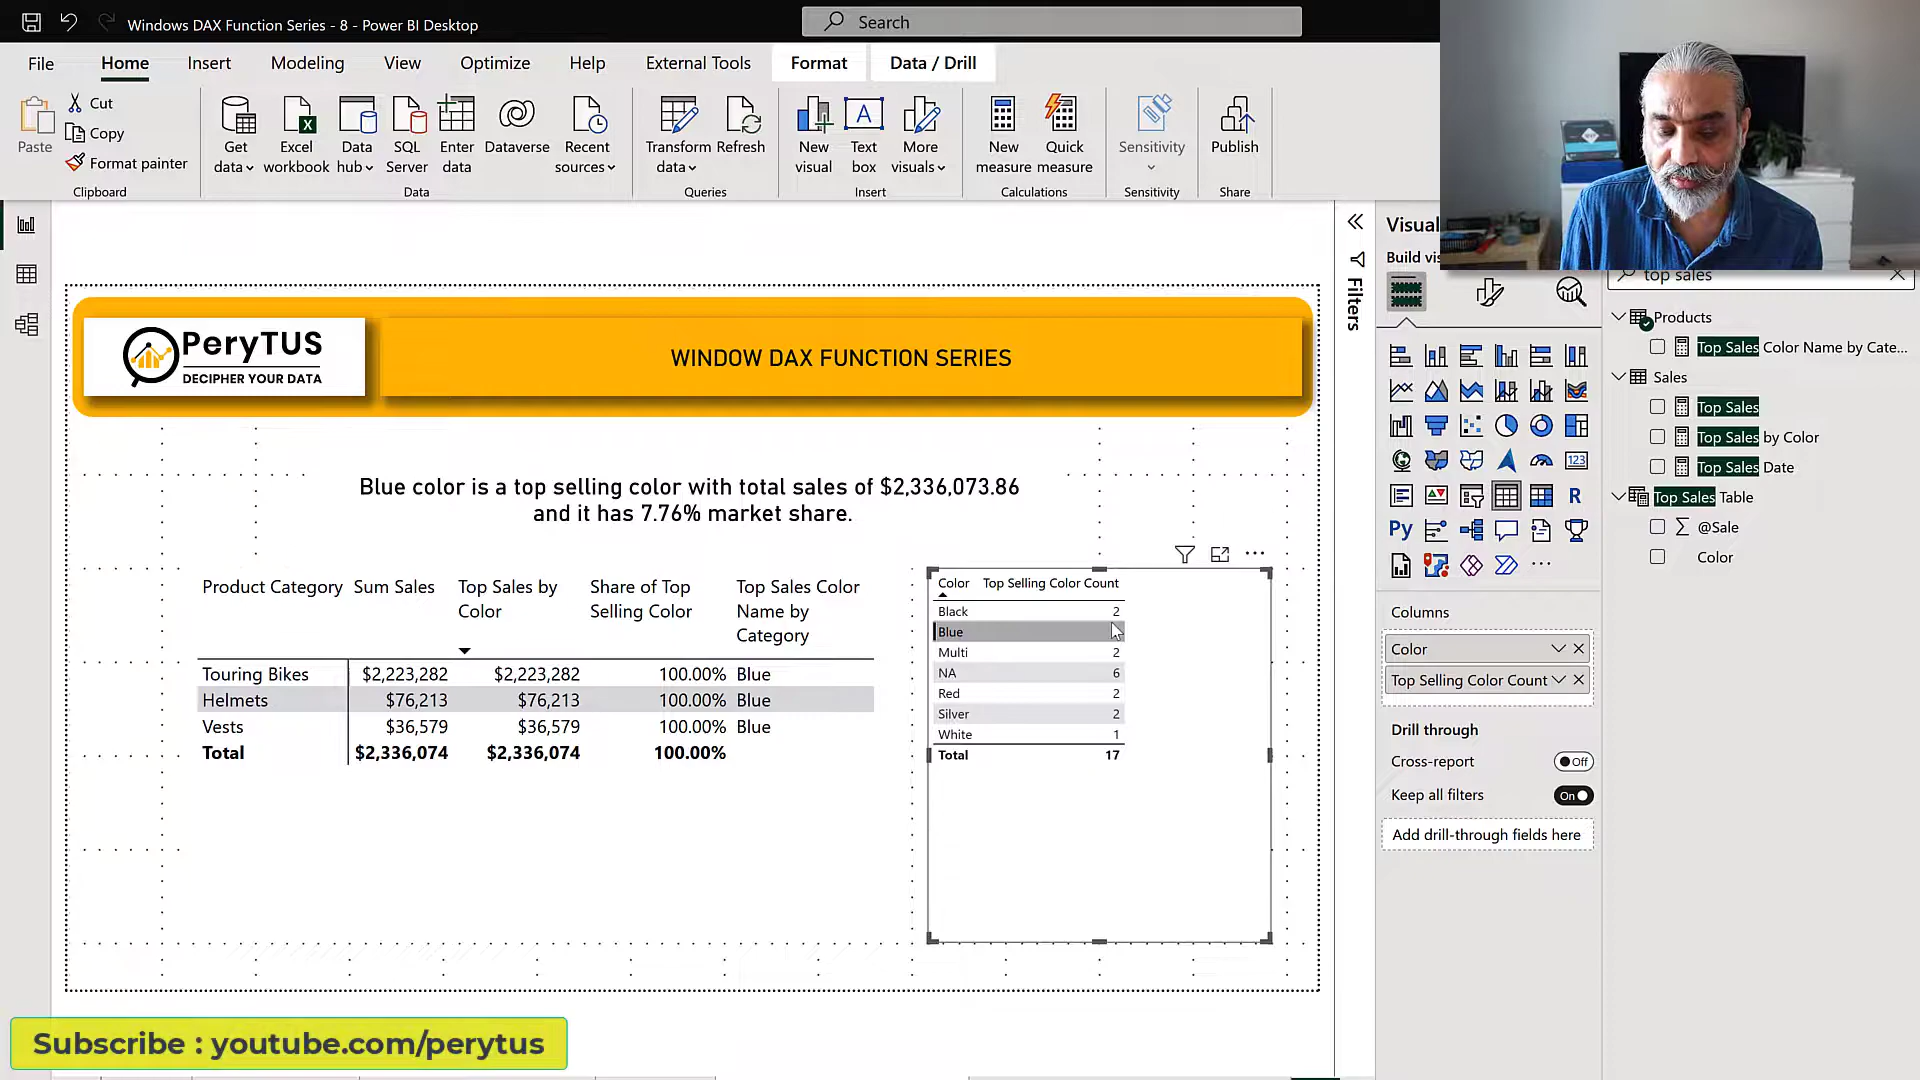 Windows DAX Function Series - 8 - Power BI Desktop
Search
File
Home
Insert
Modeling
View
Optimize
Help
External Tools
Format
Data / Drill
Paste
Cut
Copy
Format painter
Clipboard
Get data
Excel workbook
Data hub
SQL Server
Enter data
Dataverse
Recent sources
Data
Transform data
Refresh
Queries
New visual
Text box
More visuals
Insert
New measure
Quick measure
Calculations
Sensitivity
Sensitivity
Publish
Share
PeryTUS
DECIPHER YOUR DATA
WINDOW DAX FUNCTION SERIES
Blue color is a top selling color with total sales of $2,336,073.86
and it has 7.76% market share.
Product Category Sum Sales Top Sales by Color Share of Top Selling Color Top Sales Color Name by Category
Touring Bikes $2,223,282 $2,223,282 100.00% Blue
Helmets $76,213 $76,213 100.00% Blue
Vests $36,579 $36,579 100.00% Blue
Total $2,336,074 $2,336,074 100.00%
Color Top Selling Color Count
Black 2
Blue
Multi 2
NA 6
Red 2
Silver 2
White 1
Total 17
Filters
Visual
Build vis
Py
R
123
Columns
Color
Top Selling Color Count
Drill through
Cross-report
Off
Keep all filters
On
Add drill-through fields here
top sales
Products
Top Sales Color Name by Cate...
Sales
Top Sales
Top Sales by Color
Top Sales Date
Top Sales Table
@Sale
Color
Subscribe : youtube.com/perytus